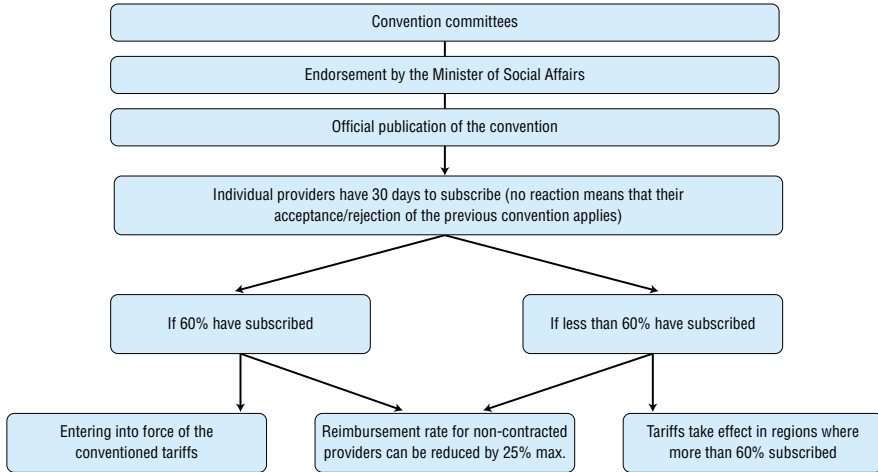 Convention committees
Endorsement by the Minister of Social Affairs
Official publication of the convention
Individual providers have 30 days to subscribe (no reaction means that their
acceptance/rejection of the previous convention applies)
If 60% have subscribed
If less than 60% have subscribed
Entering into force of the
conventioned tariffs
Reimbursement rate for non-contracted
providers can be reduced by 25% max.
Tariffs take effect in regions where
more than 60% subscribed